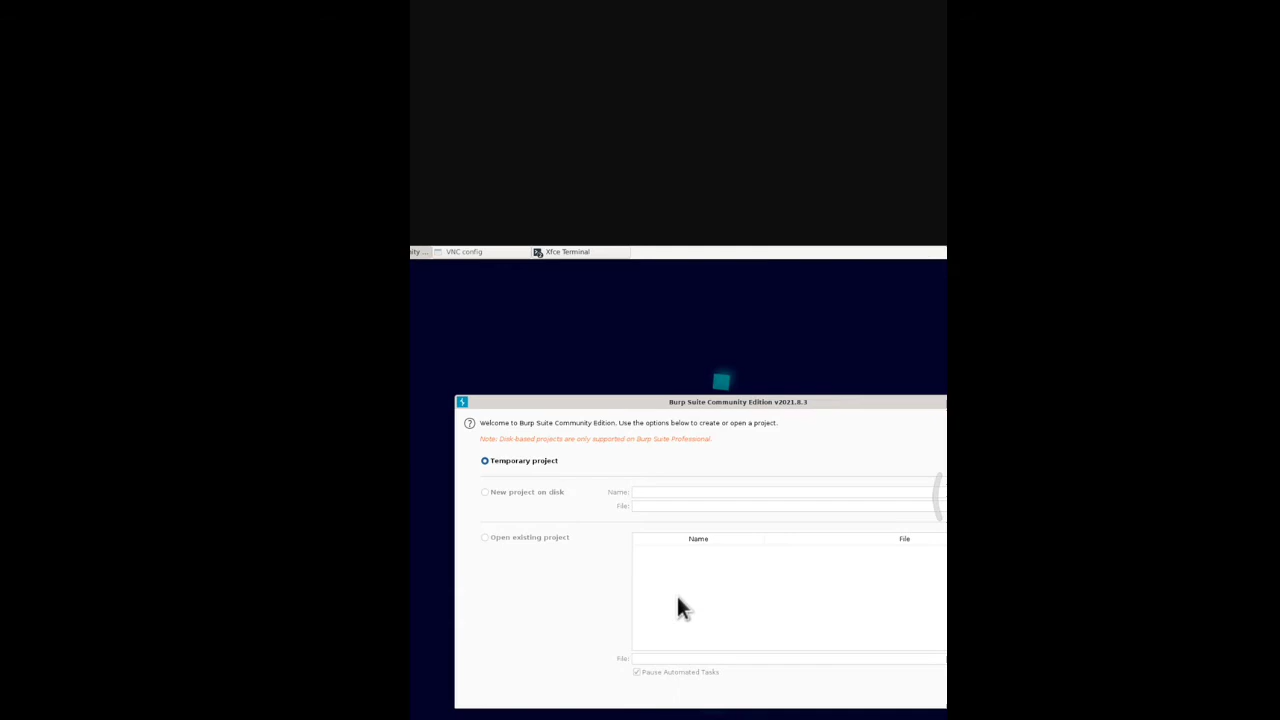 ity ... VNC config Xfce Terminal
Burp Suite Community Edition v2021.8.3
Welcome to Burp Suite Community Edition. Use the options below to create or open a project.
Note: Disk-based projects are only supported on Burp Suite Professional.
Temporary project
New project on disk Name:
File:
Open existing project Name File
File:
Pause Automated Tasks